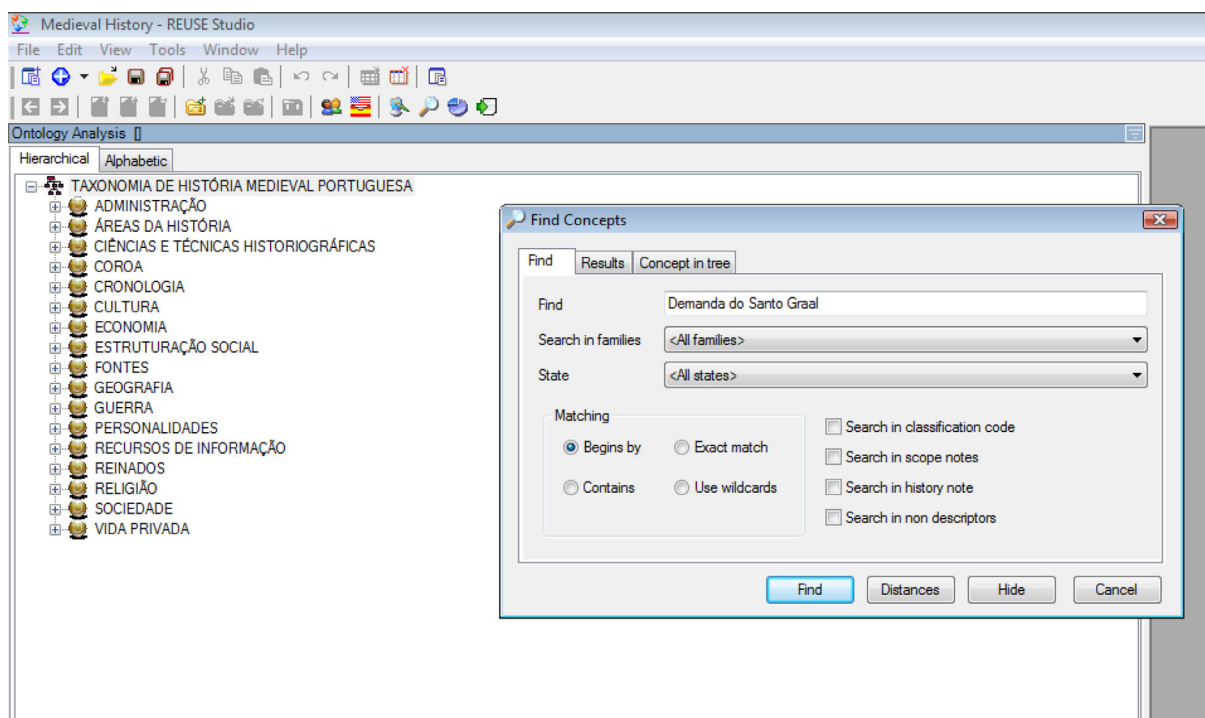 Medieval History - REUSE Studio
File Edit View Tools Window Help
Ontology Analysis []
Hierarchical Alphabetic
TAXONOMIA DE HISTÓRIA MEDIEVAL PORTUGUESA
ADMINISTRAÇÃO
ÁREAS DA HISTÓRIA
CIÊNCIAS E TÉCNICAS HISTORIOGRÁFICAS
COROA
CRONOLOGIA
CULTURA
ECONOMIA
ESTRUTURAÇÃO SOCIAL
FONTES
GEOGRAFIA
GUERRA
PERSONALIDADES
RECURSOS DE INFORMAÇÃO
REINADOS
RELIGIÃO
SOCIEDADE
VIDA PRIVADA
Find Concepts
Find Results Concept in tree
Find Demanda do Santo Graal
Search in families <All families>
State <All states>
Matching
Begins by Exact match
Contains Use wildcards
Search in classification code
Search in scope notes
Search in history note
Search in non descriptors
Find Distances Hide Cancel